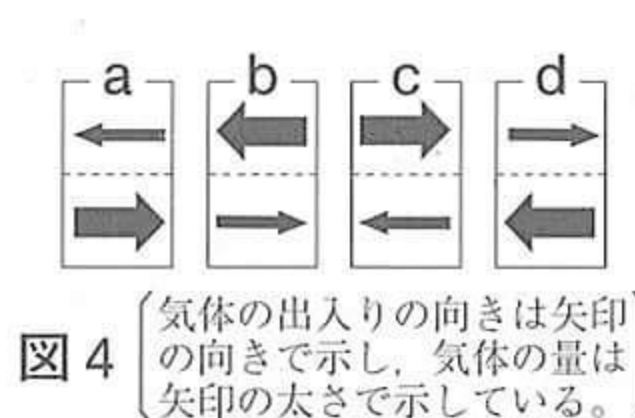 a b c d
図4
気体の出入りの向きは矢印
の向きで示し，気体の量は
矢印の太さで示している。